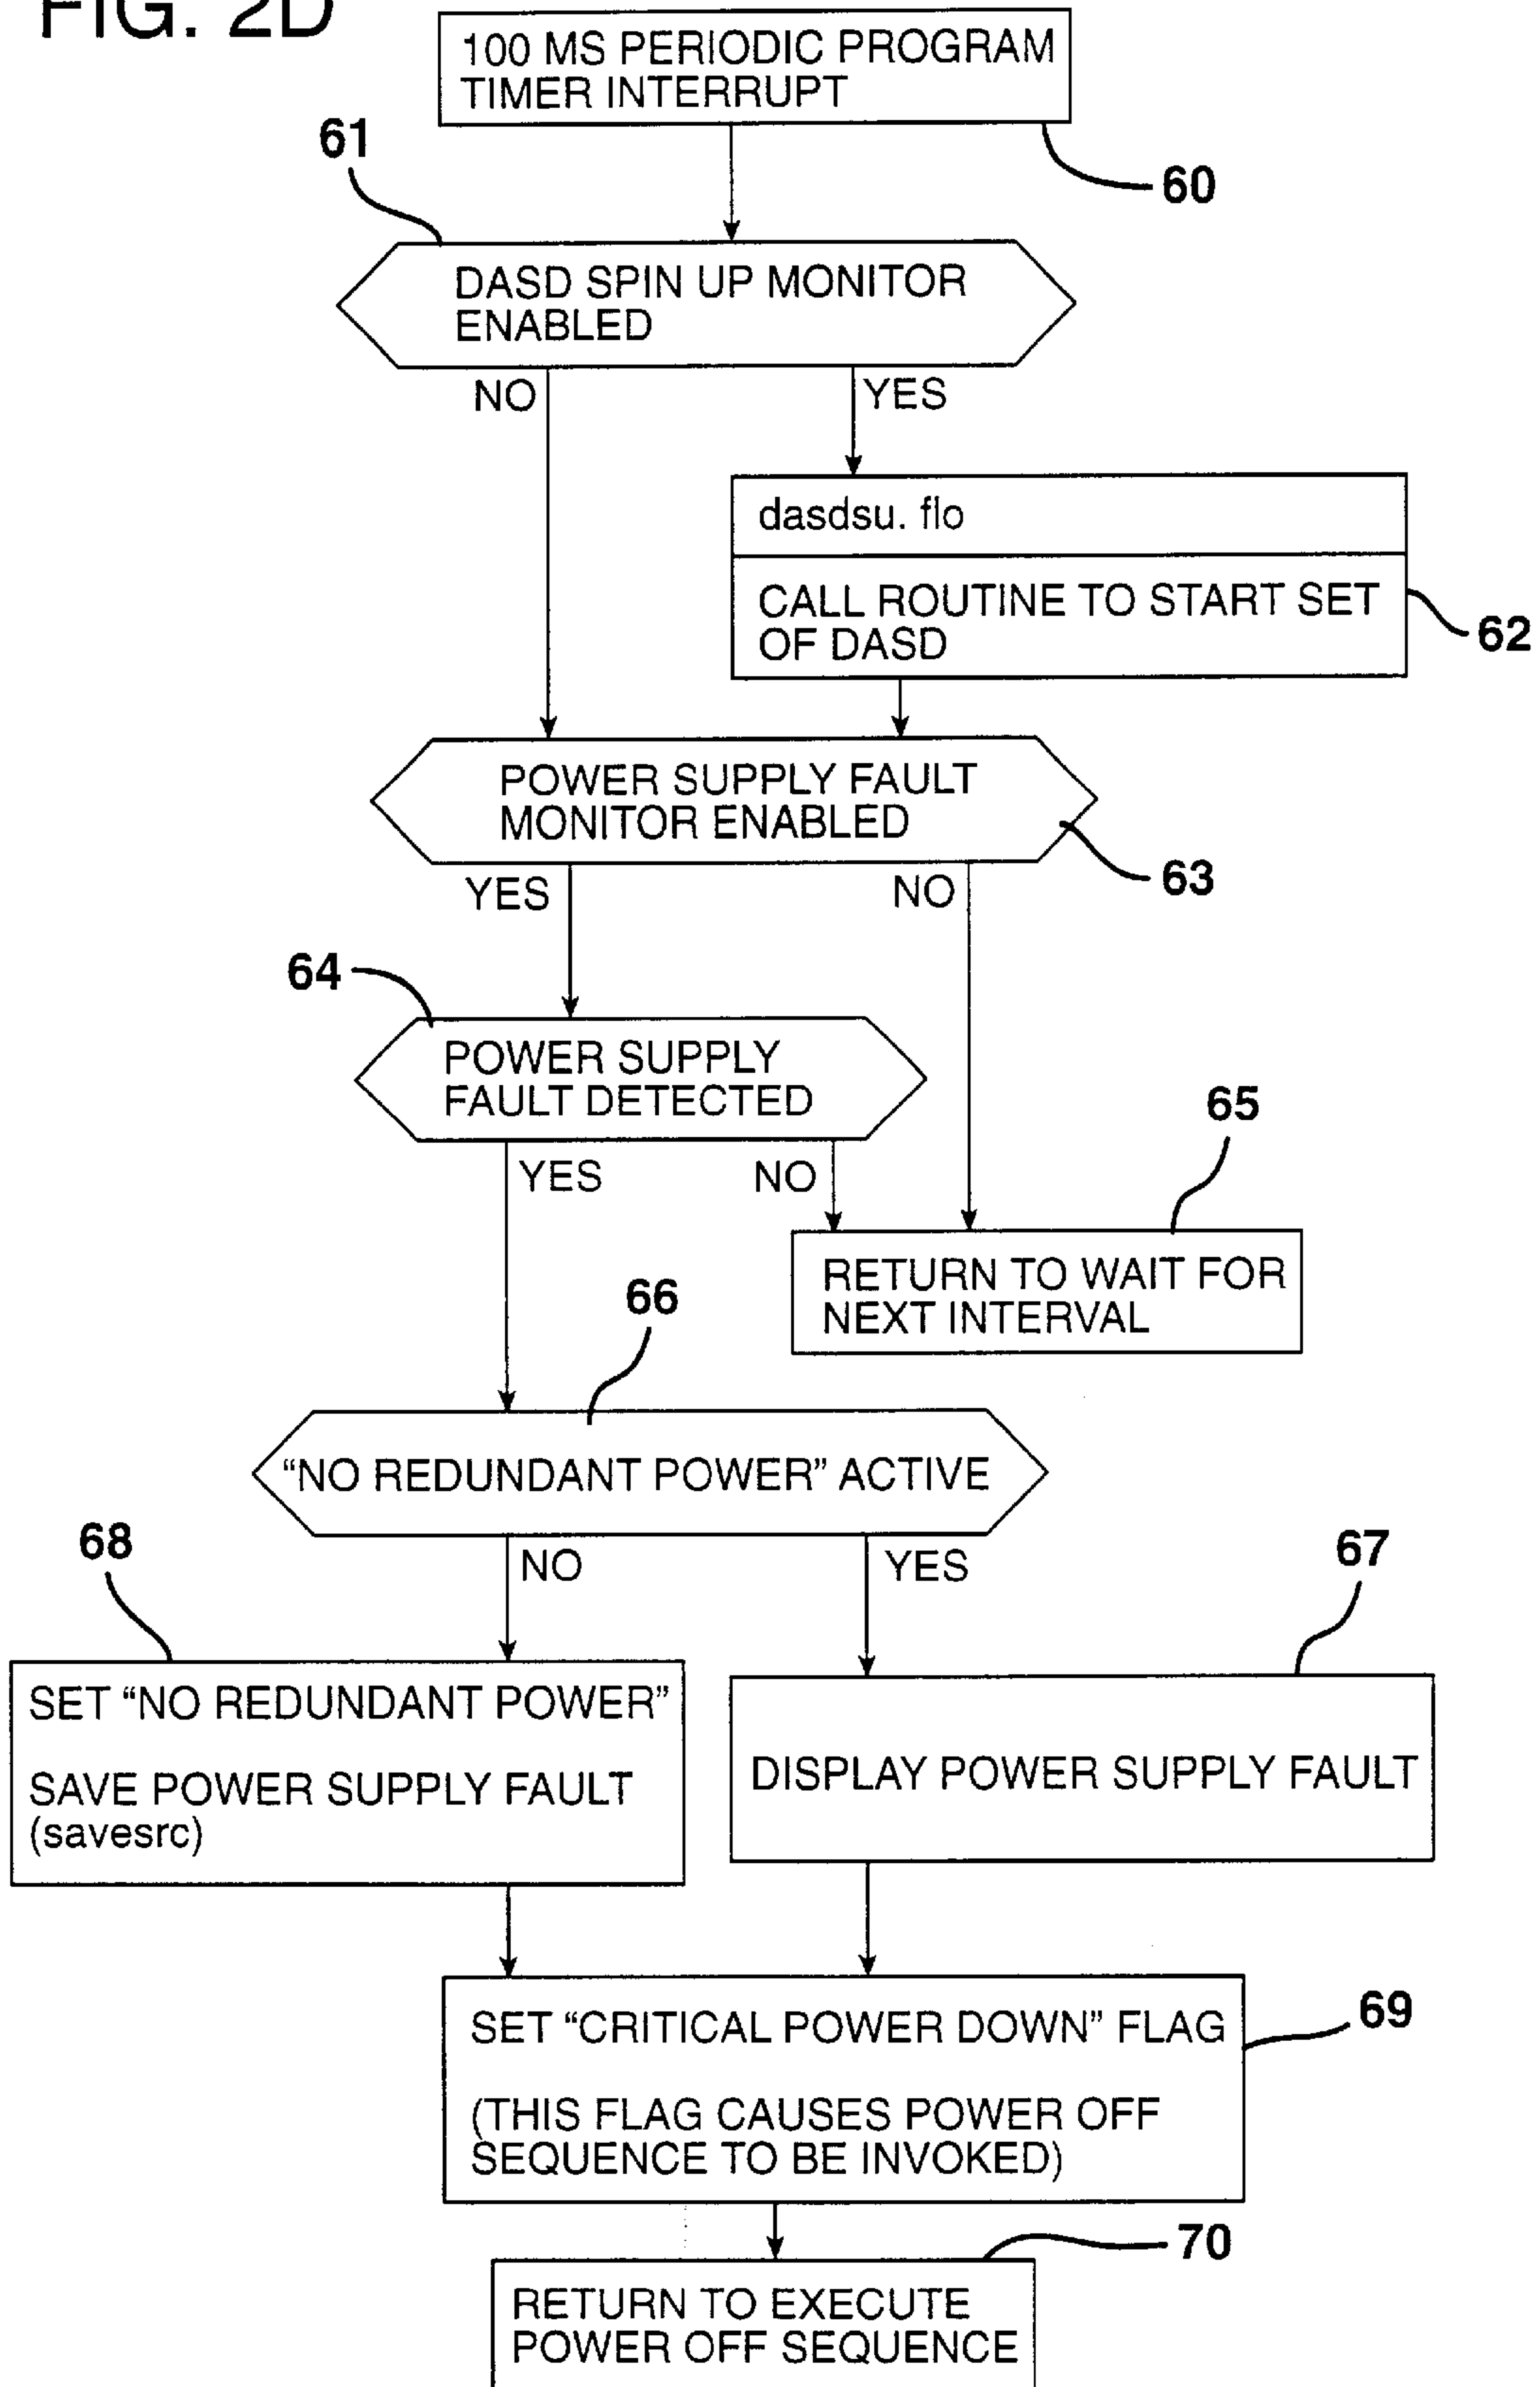 FIG. 2D
100 MS PERIODIC PROGRAM
TIMER INTERRUPT
60
61
DASD SPIN UP MONITOR
ENABLED
NO
YES
dasdsu. flo
CALL ROUTINE TO START SET
OF DASD
62
POWER SUPPLY FAULT
MONITOR ENABLED
63
YES
NO
64
POWER SUPPLY
FAULT DETECTED
YES
NO
65
RETURN TO WAIT FOR
NEXT INTERVAL
66
“NO REDUNDANT POWER” ACTIVE
NO
YES
68
67
SET “NO REDUNDANT POWER”
SAVE POWER SUPPLY FAULT
(savesrc)
DISPLAY POWER SUPPLY FAULT
SET “CRITICAL POWER DOWN” FLAG
(THIS FLAG CAUSES POWER OFF
SEQUENCE TO BE INVOKED)
69
70
RETURN TO EXECUTE
POWER OFF SEQUENCE